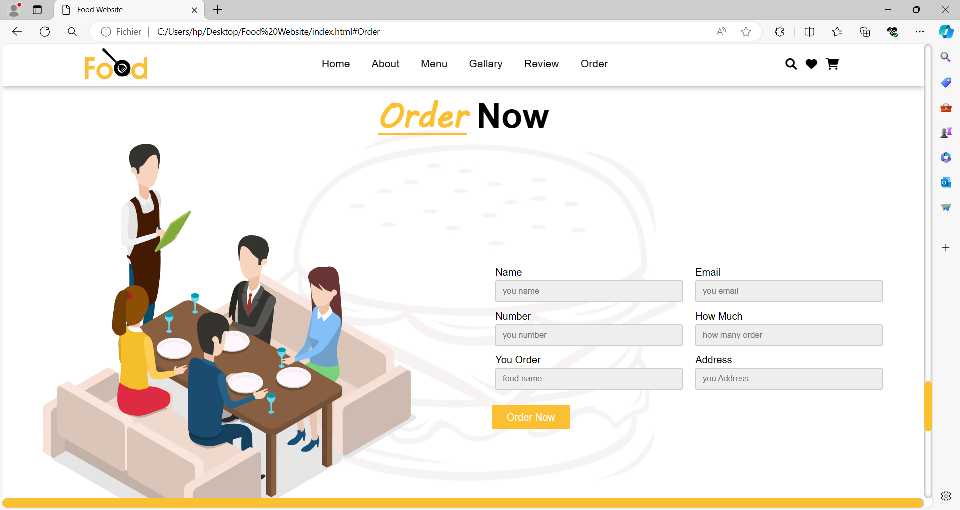 Food Website
Fichier | C:/Users/hp/Desktop/Food%20Website/index.html#Order
Food
Home About Menu Gallary Review Order
Order Now
Name Email
you name you email
Number How Much
you number how many order
You Order Address
food name you Address
Order Now